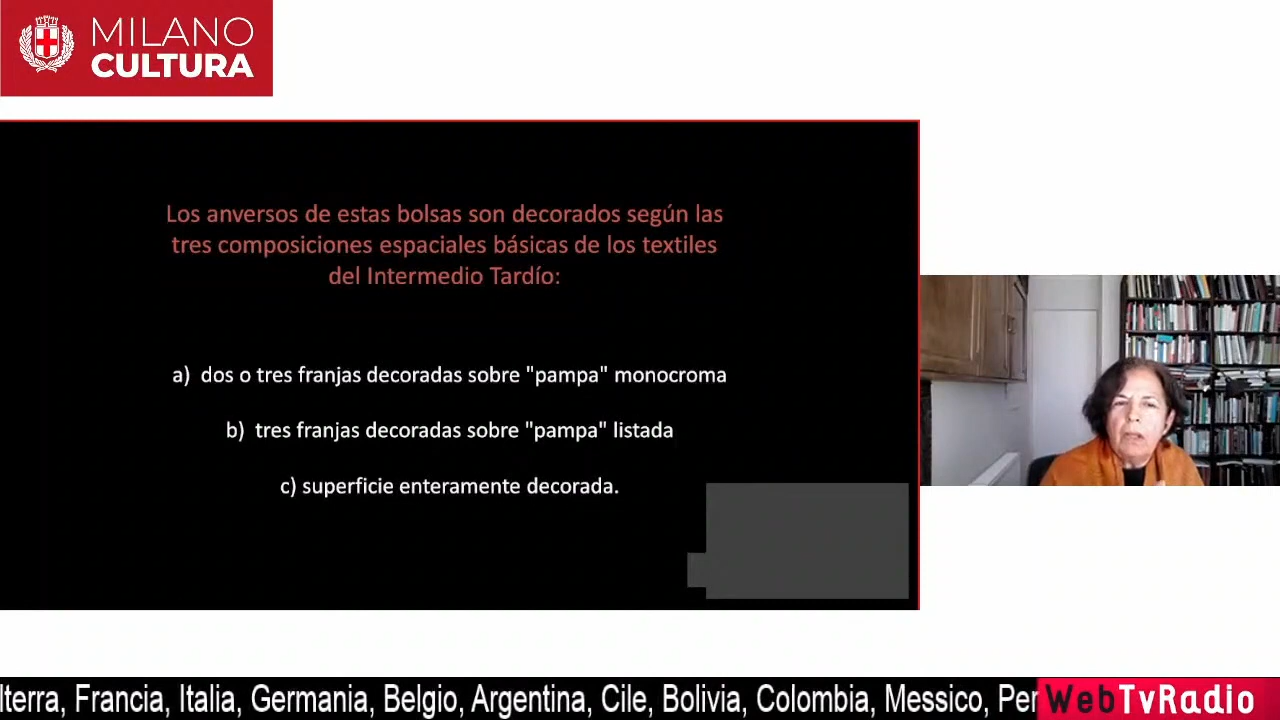 MILANO
CULTURA
Los anversos de estas bolsas son decorados según las
tres composiciones espaciales básicas de los textiles
del Intermedio Tardío:
a) dos o tres franjas decoradas sobre "pampa" monocroma
b) tres franjas decoradas sobre "pampa" listada
c) superficie enteramente decorada.
lterra, Francia, Italia, Germania, Belgio, Argentina, Cile, Bolivia, Colombia, Messico, Per
WebTvRadio